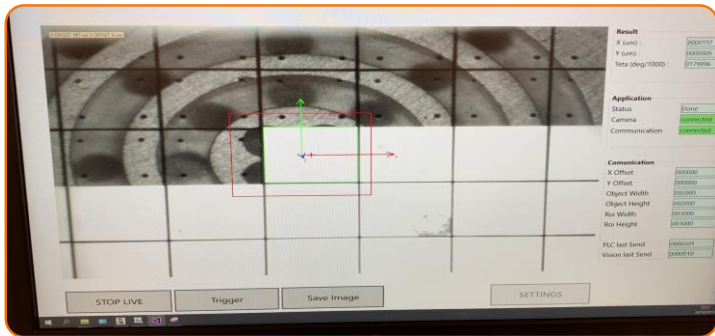 Result
X (um) : 0000197
Y (um) :
Teta (deg/1000) :
Application
Status Done
Camera connected
Communication connected
Comunication
X Offset 000000
Y Offset 000000
Object Width 002000
Object Height 002000
Roi Width 003000
Roi Height 003000
PLC last Send 0000201
Vision last Send 0000010
STOP LIVE Trigger Save Image SETTINGS